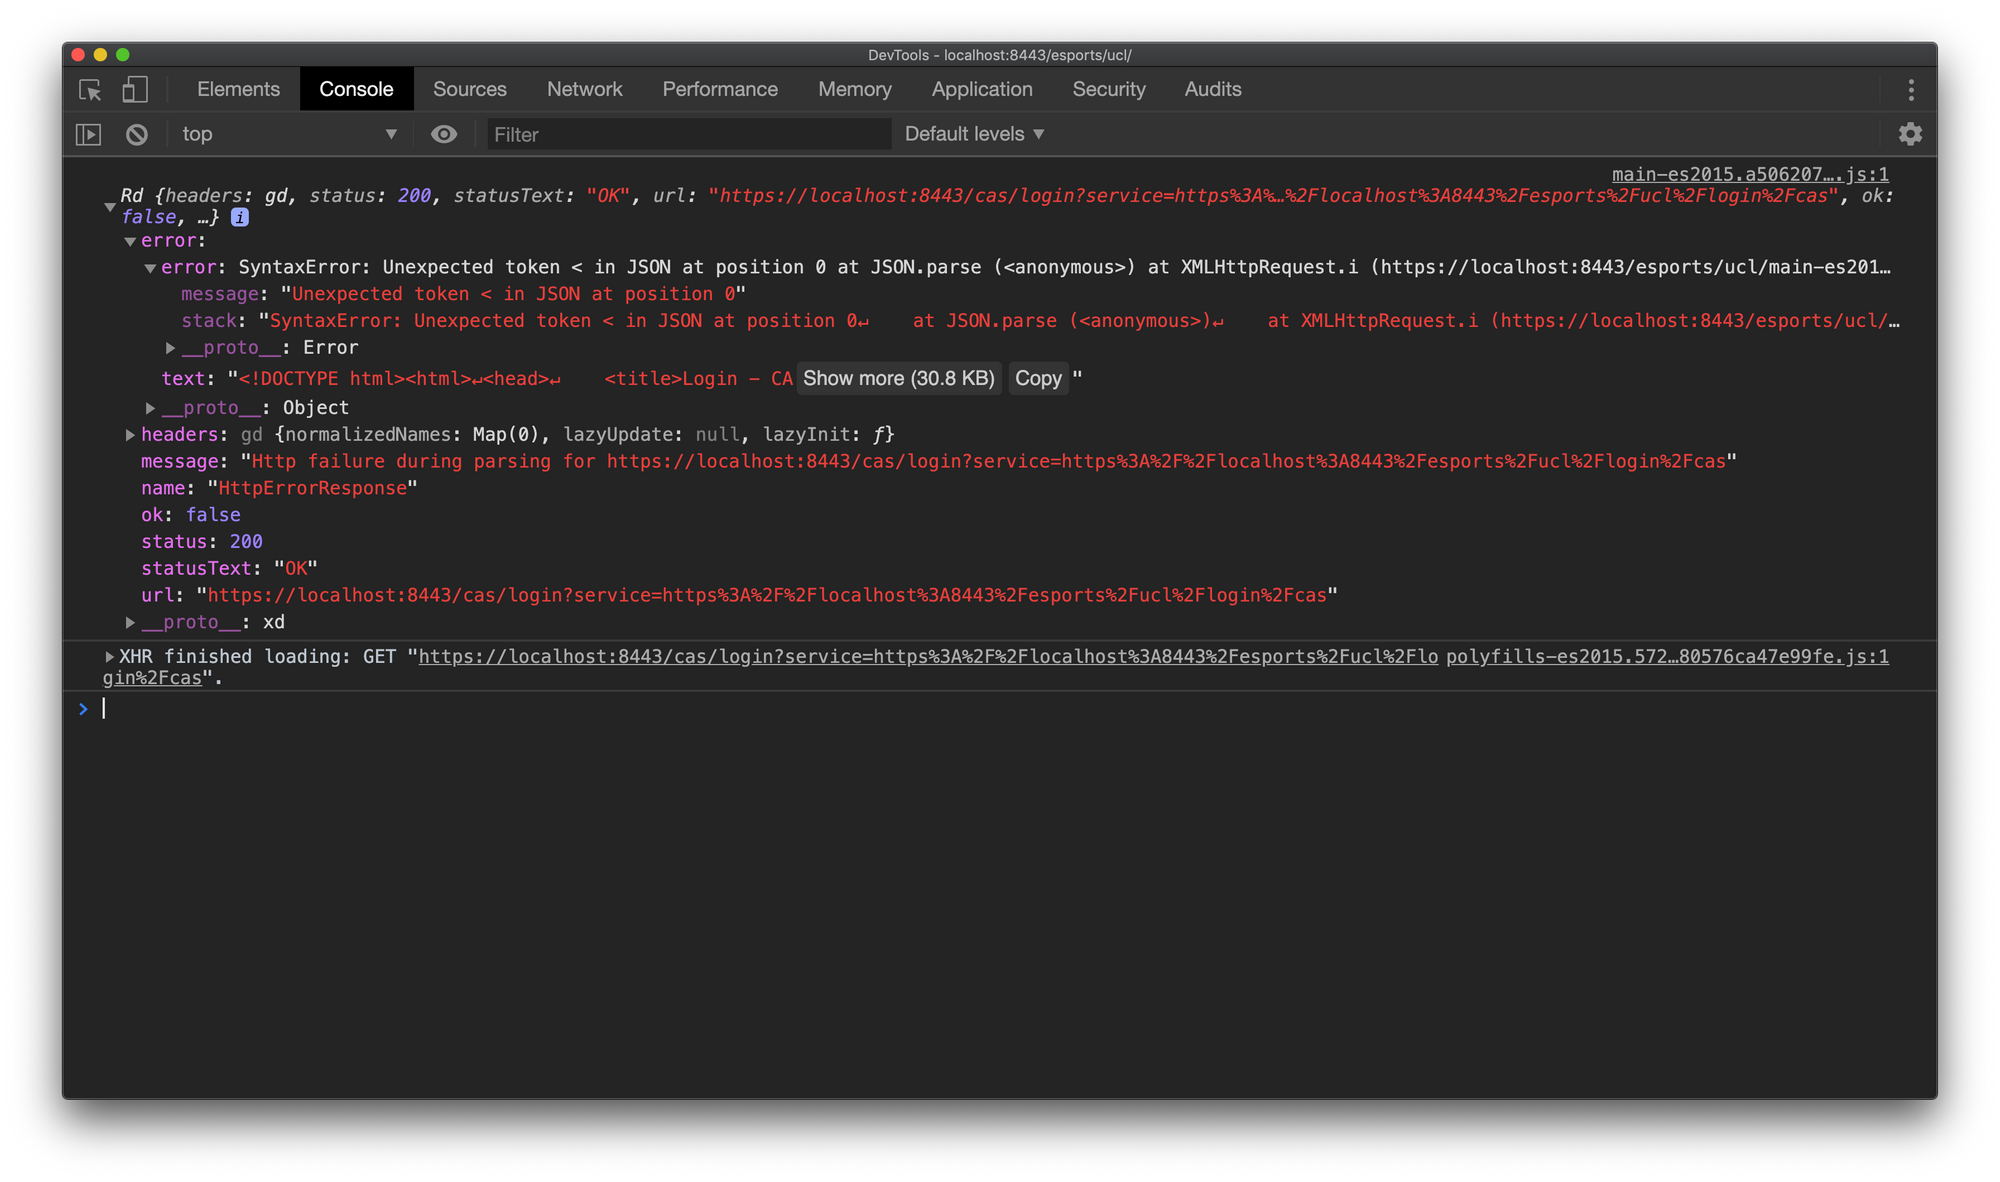 DevTools - localhost:8443/esports/ucl/
Elements Console Sources Network Performance Memory Application Security Audits
top ▼ Filter Default levels ▼
main-es2015.a506207….js:1
▼ Rd {headers: gd, status: 200, statusText: "OK", url: "https://localhost:8443/cas/login?service=https%3A%…%2Flocalhost%3A8443%2Fesports%2Fucl%2Flogin%2Fcas", ok:
false, …} i
▼ error:
▼ error: SyntaxError: Unexpected token < in JSON at position 0 at JSON.parse (<anonymous>) at XMLHttpRequest.i (https://localhost:8443/esports/ucl/main-es201…
message: "Unexpected token < in JSON at position 0"
stack: "SyntaxError: Unexpected token < in JSON at position 0↵    at JSON.parse (<anonymous>)↵    at XMLHttpRequest.i (https://localhost:8443/esports/ucl/…
▶ __proto__: Error
text: "<!DOCTYPE html><html>↵<head>↵    <title>Login - CA Show more (30.8 KB) Copy "
▶ __proto__: Object
▶ headers: gd {normalizedNames: Map(0), lazyUpdate: null, lazyInit: ƒ}
message: "Http failure during parsing for https://localhost:8443/cas/login?service=https%3A%2F%2Flocalhost%3A8443%2Fesports%2Fucl%2Flogin%2Fcas"
name: "HttpErrorResponse"
ok: false
status: 200
statusText: "OK"
url: "https://localhost:8443/cas/login?service=https%3A%2F%2Flocalhost%3A8443%2Fesports%2Fucl%2Flogin%2Fcas"
▶ __proto__: xd
▶ XHR finished loading: GET "https://localhost:8443/cas/login?service=https%3A%2F%2Flocalhost%3A8443%2Fesports%2Fucl%2Flo polyfills-es2015.572…80576ca47e99fe.js:1
gin%2Fcas".
>